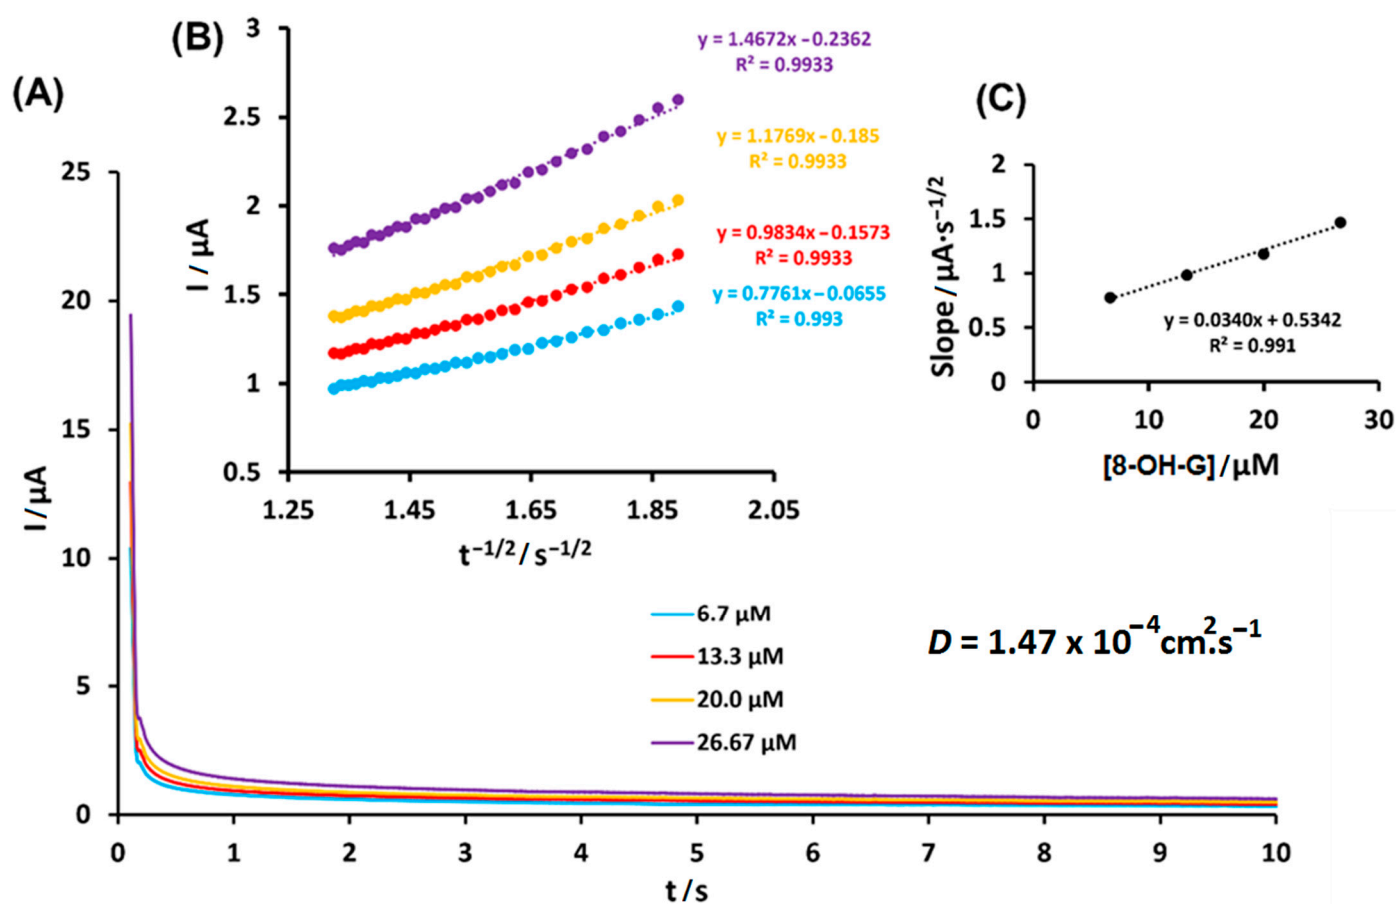 (A)
I / µA
25
20
15
10
5
0
0 1 2 3 4 5 6 7 8 9 10
t /s
(B)
I / µA
3
2.5
2
1.5
1
0.5
1.25 1.45 1.65 1.85 2.05
t⁻¹/²/ s⁻¹/²
y = 1.4672x – 0.2362
R² = 0.9933
y = 1.1769x – 0.185
R² = 0.9933
y = 0.9834x – 0.1573
R² = 0.9933
y = 0.7761x – 0.0655
R² = 0.993
(C)
Slope / µA·s⁻¹/²
2
1.5
1
0.5
0
0 10 20 30
[8-OH-G] /µM
y = 0.0340x + 0.5342
R² = 0.991
6.7 µM
13.3 µM
20.0 µM
26.67 µM
D = 1.47 x 10⁻⁴cm².s⁻¹